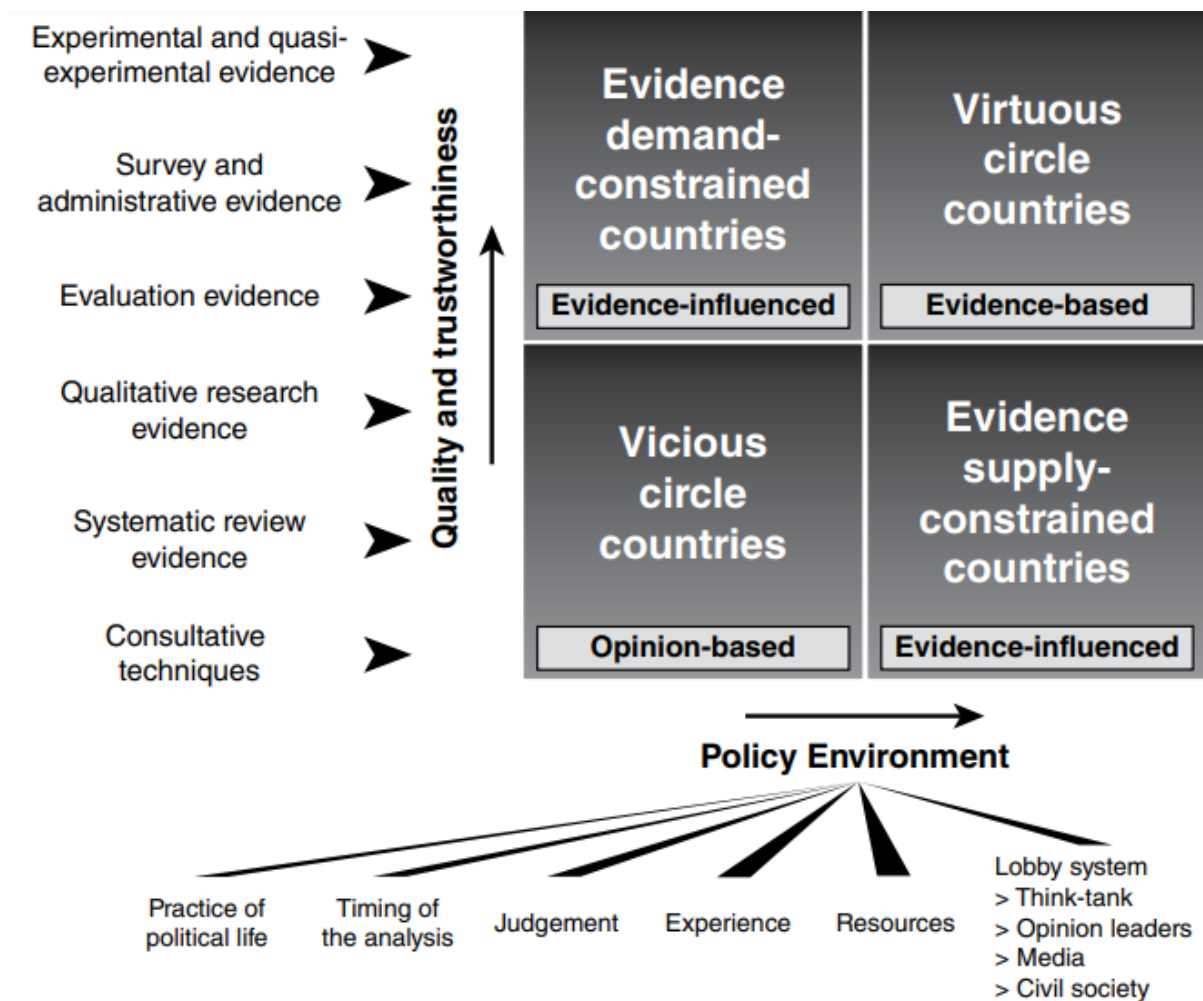 Experimental and quasi-
experimental evidence
Survey and
administrative evidence
Evaluation evidence
Qualitative research
evidence
Systematic review
evidence
Consultative
techniques
Quality and trustworthiness
Evidence
demand-
constrained
countries
Evidence-influenced
Virtuous
circle
countries
Evidence-based
Vicious
circle
countries
Opinion-based
Evidence
supply-
constrained
countries
Evidence-influenced
Policy Environment
Practice of
political life
Timing of
the analysis
Judgement
Experience
Resources
Lobby system
> Think-tank
> Opinion leaders
> Media
> Civil society